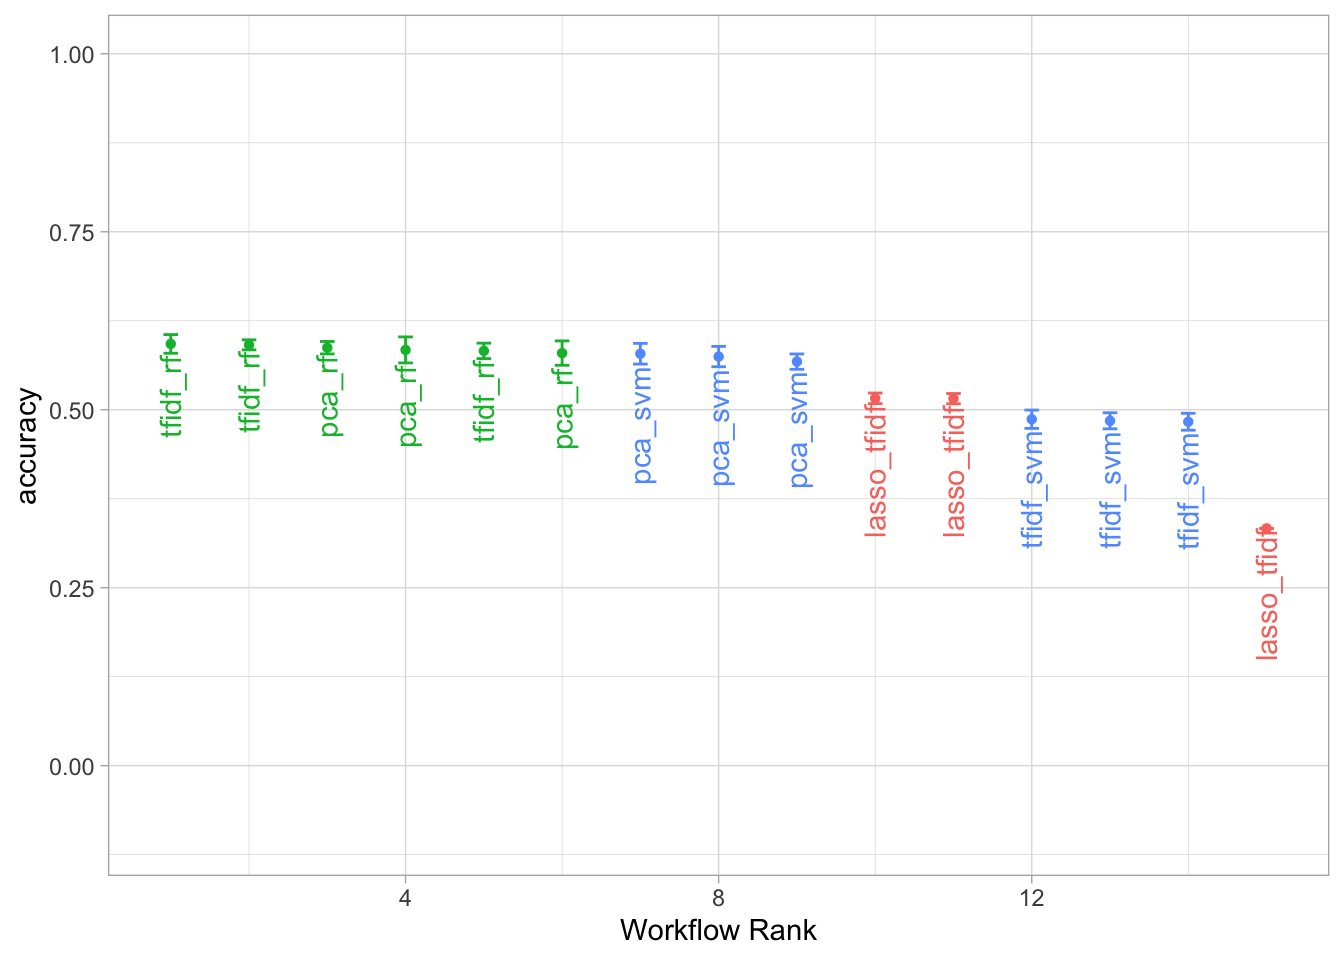 1.00
0.75
0.50
0.25
0.00
accuracy
tfidf_rf
tfidf_rf
pca_rf
pca_rf
tfidf_rf
pca_rf
pca_svm
pca_svm
pca_svm
lasso_tfidf
lasso_tfidf
tfidf_svm
tfidf_svm
tfidf_svm
lasso_tfidf
4
8
12
Workflow Rank